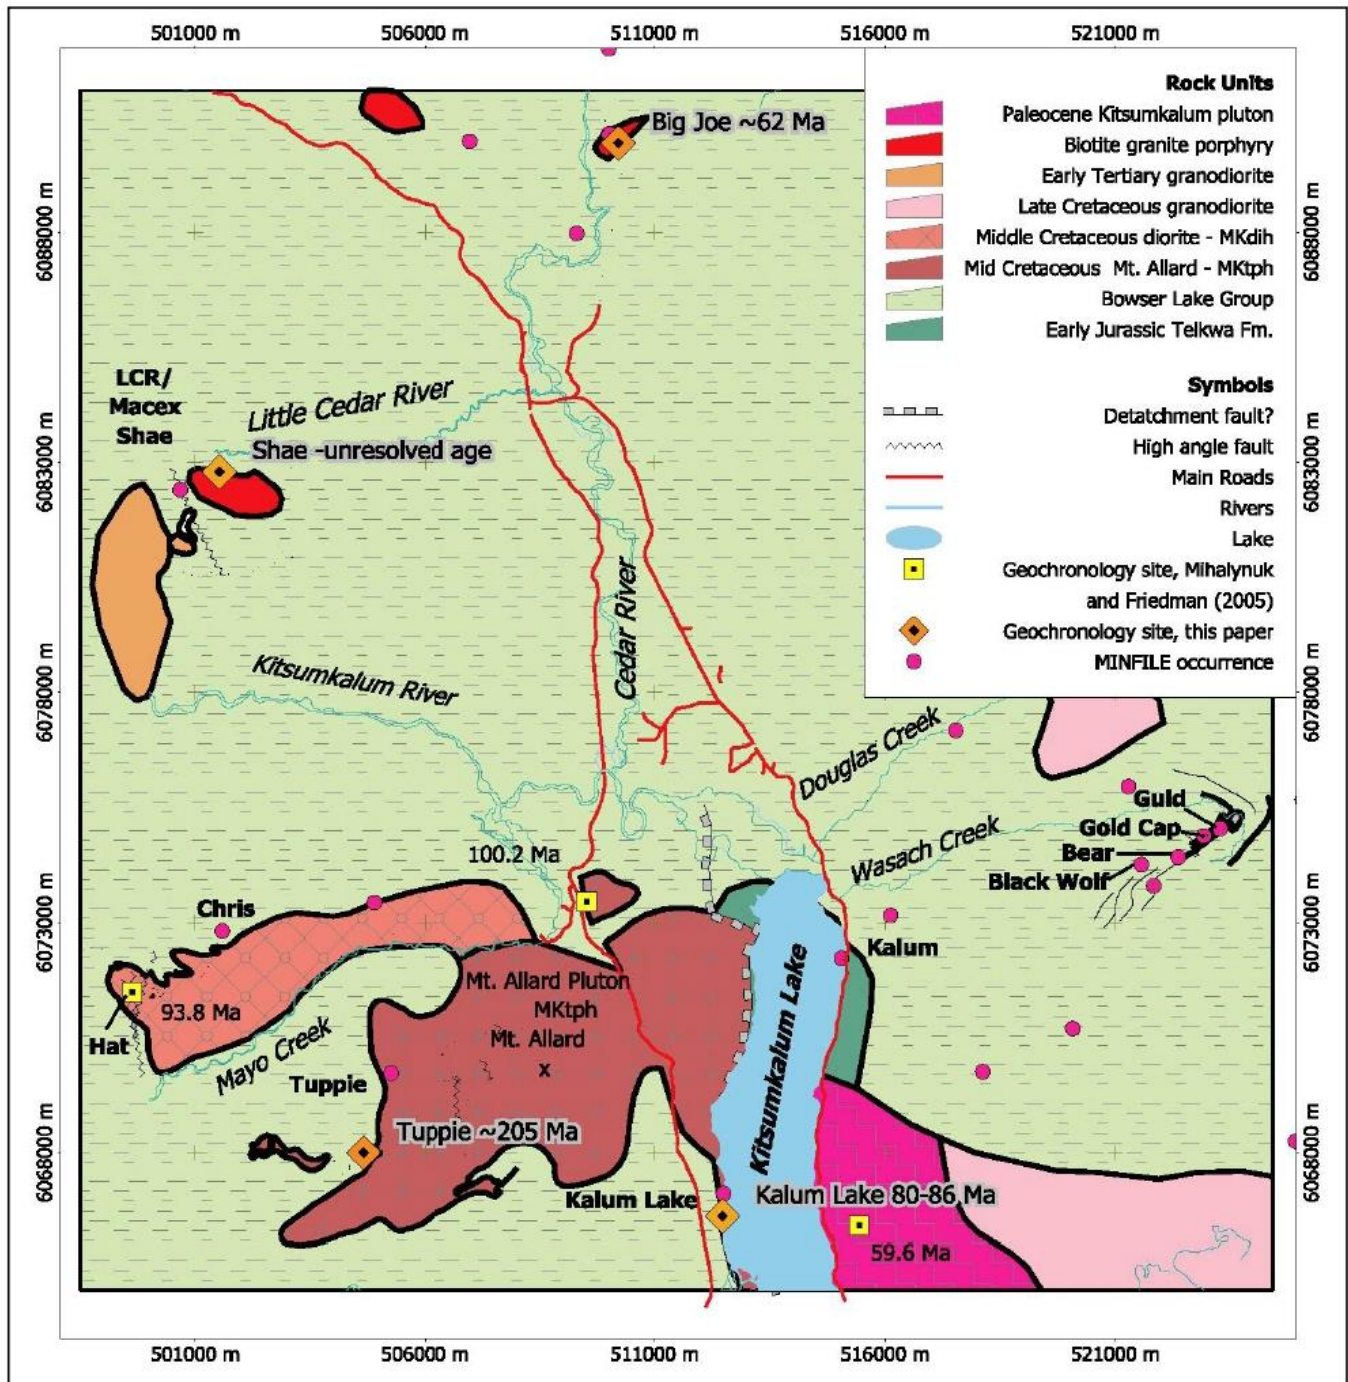 501000 m
506000 m
511000 m
516000 m
521000 m
Rock Units
Paleocene Kitsumkalum pluton
Biotite granite porphyry
Early Tertiary granodiorite
Late Cretaceous granodiorite
Middle Cretaceous diorite - MKdih
Mid Cretaceous Mt. Allard - MKtph
Bowser Lake Group
Early Jurassic Telkwa Fm.
Symbols
Detatchment fault?
High angle fault
Main Roads
Rivers
Lake
Geochronology site, Mihalynuk
and Friedman (2005)
Geochronology site, this paper
MINFILE occurrence
Big Joe ~62 Ma
6088000 m
6088000 m
LCR/
Macex
Shae
Little Cedar River
Shae -unresolved age
6083000 m
6083000 m
Cedar River
Kitsumkalum River
6078000 m
6078000 m
Douglas Creek
Guld
Gold Cap
Bear
Black Wolf
Wasach Creek
100.2 Ma
6073000 m
6073000 m
Chris
Kalum
Mt. Allard Pluton
MKtph
Mt. Allard
x
93.8 Ma
Hat
Mayo Creek
Tuppie
Kitsumkalum Lake
Tuppie ~205 Ma
6068000 m
6068000 m
Kalum Lake
Kalum Lake 80-86 Ma
59.6 Ma
501000 m
506000 m
511000 m
516000 m
521000 m